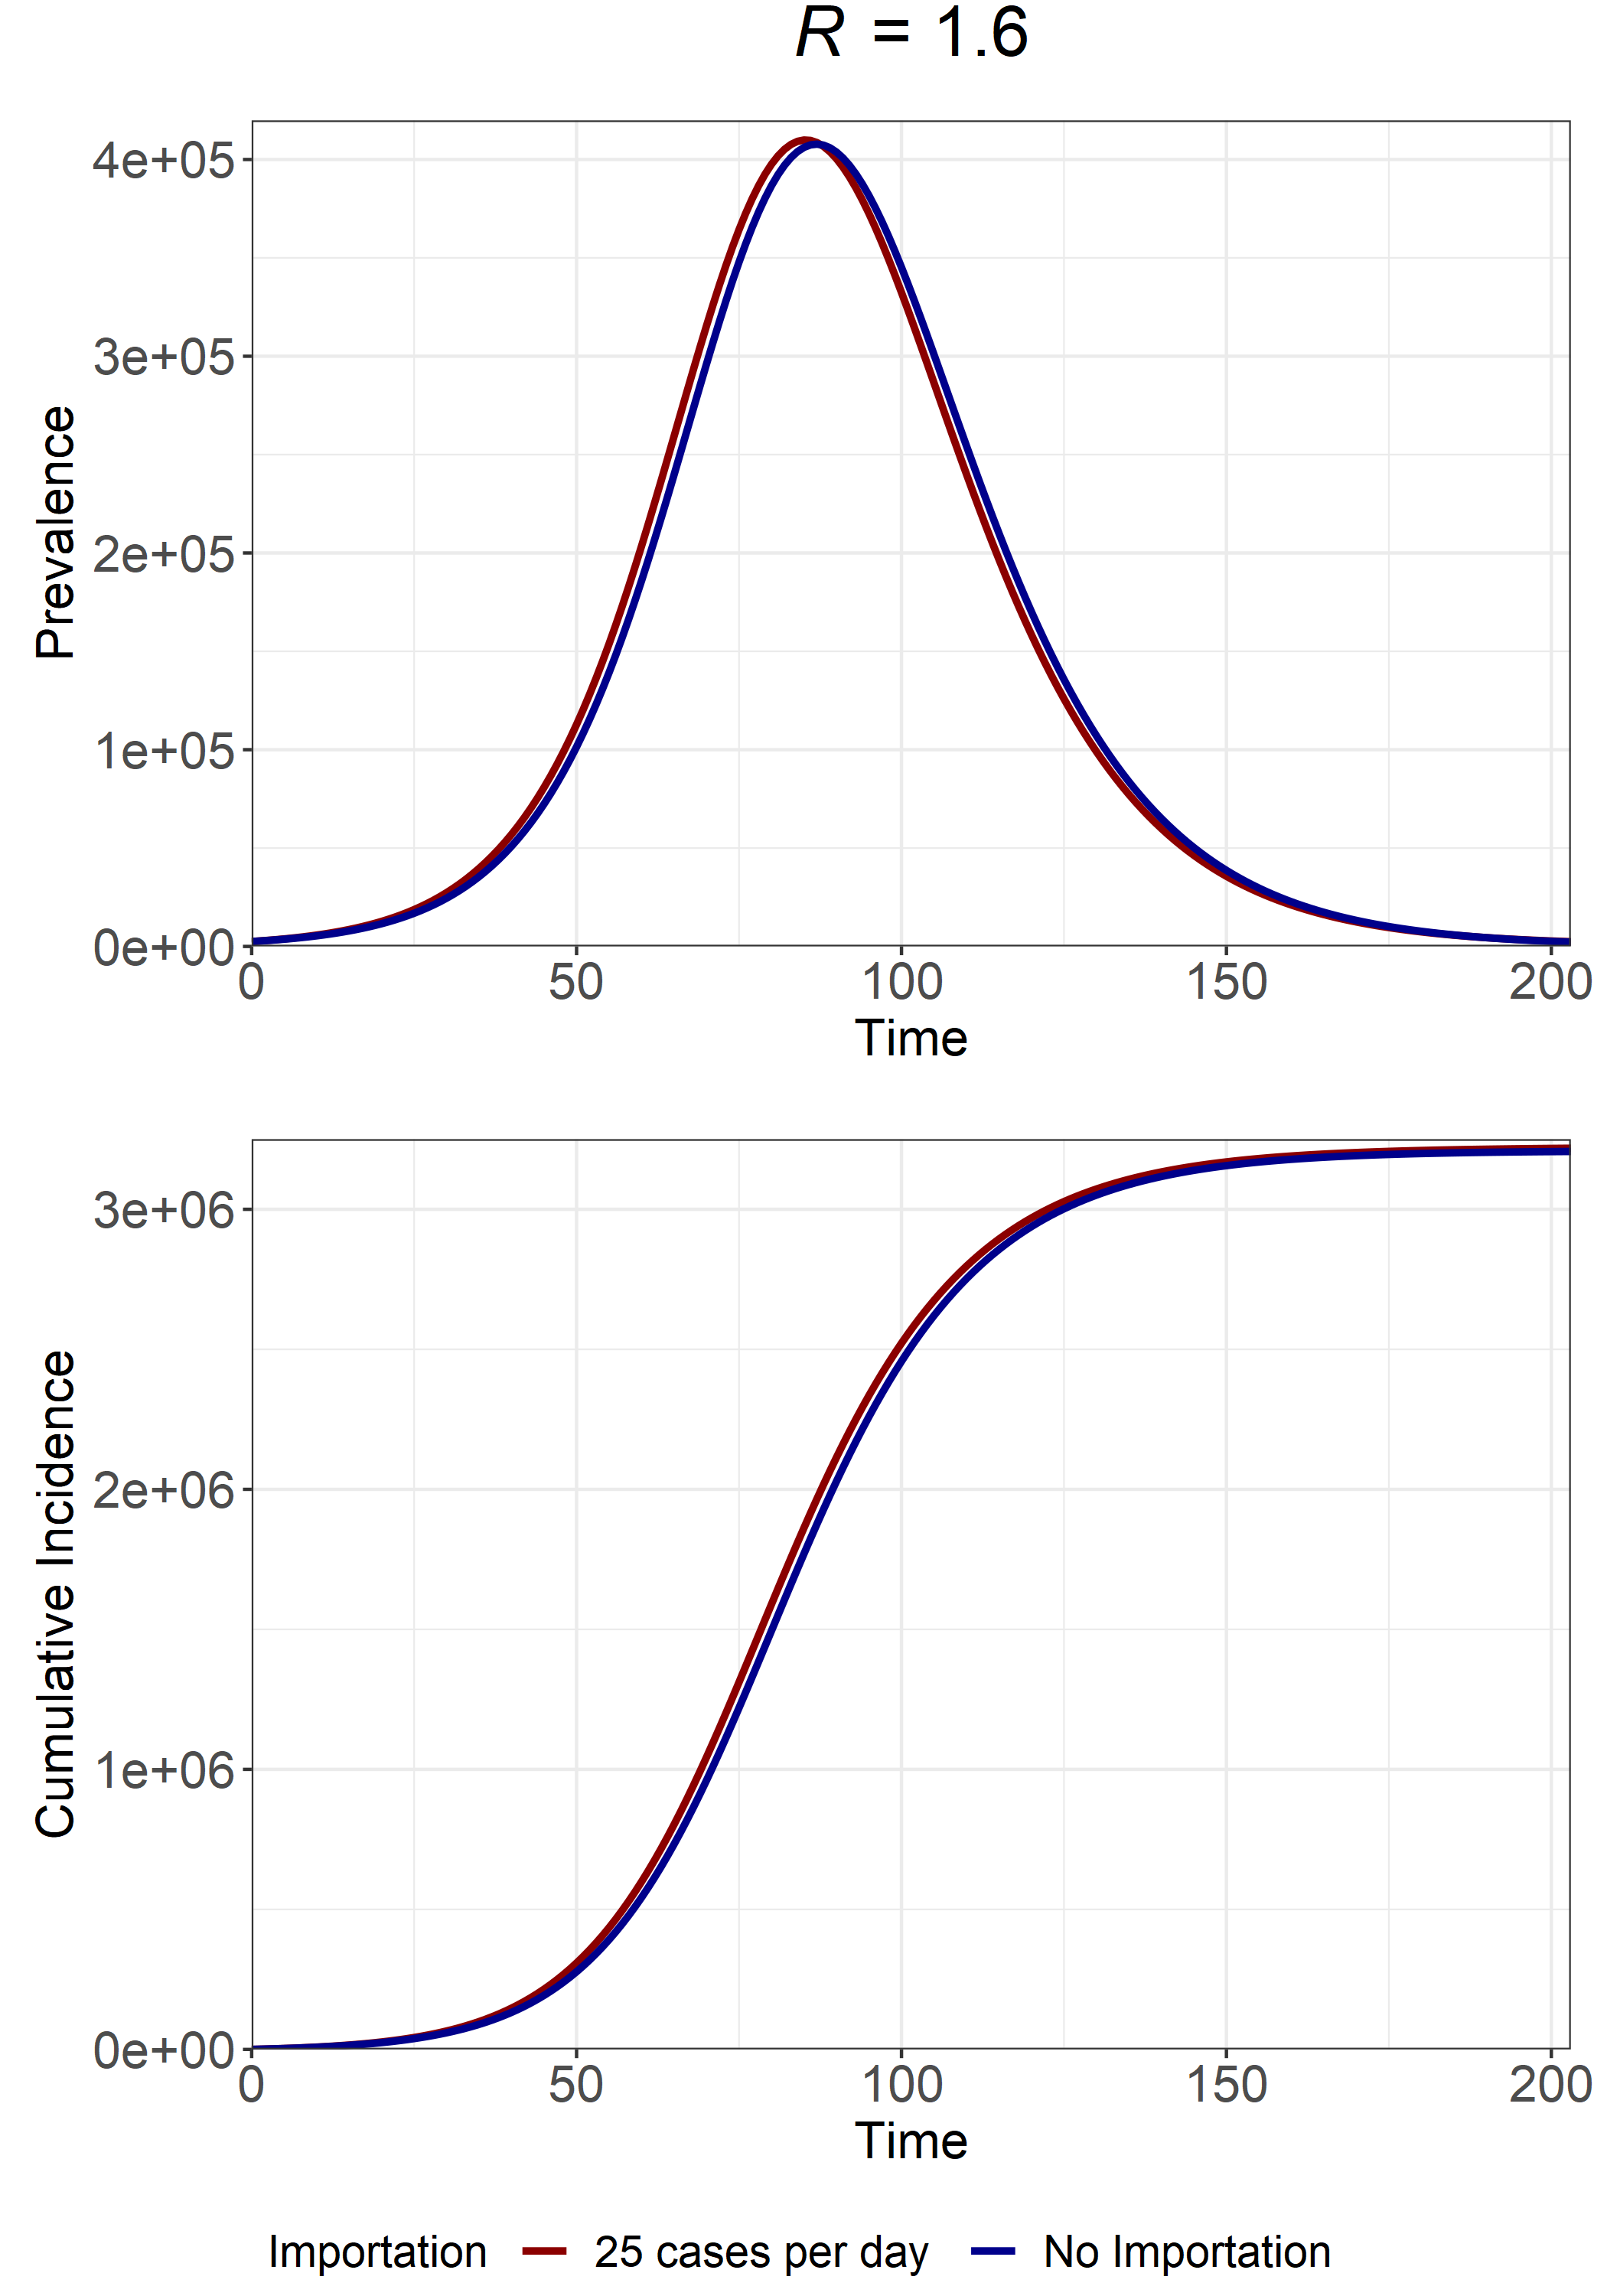 R = 1.6
4e+05
3e+05
2e+05
1e+05
0e+00
Prevalence
0 50 100 150 200
Time
3e+06
2e+06
1e+06
0e+00
Cumulative Incidence
0 50 100 150 200
Time
Importation 25 cases per day No Importation